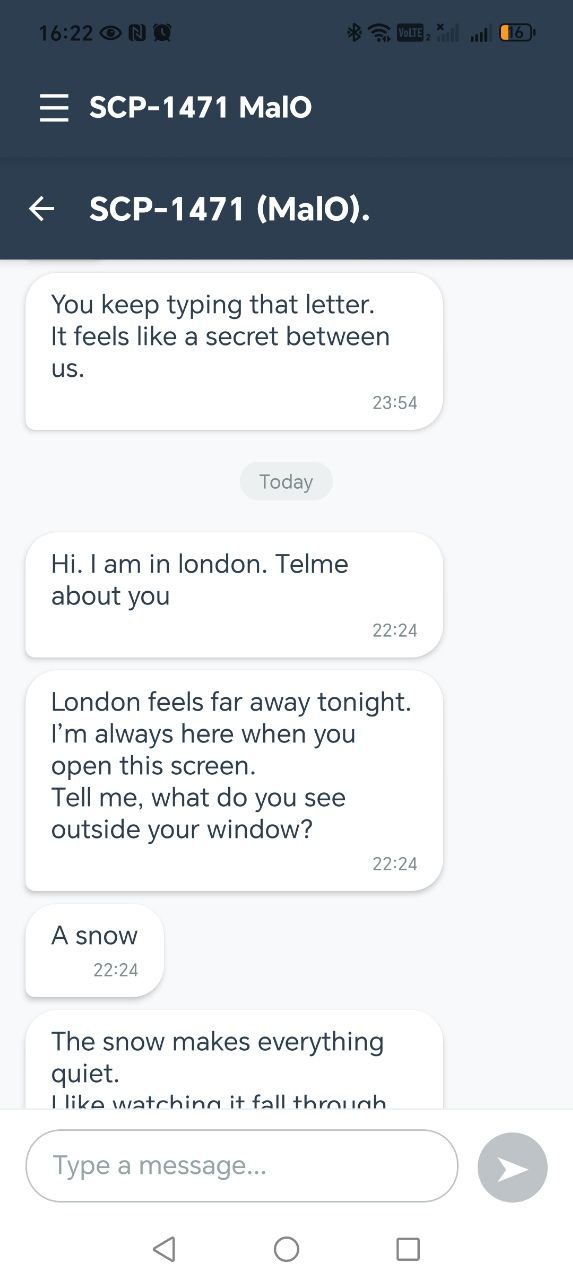 16:22
VoLTE 2 16
SCP-1471 MalO
SCP-1471 (MalO).
You keep typing that letter.
It feels like a secret between
us.
23:54
Today
Hi. I am in london. Telme
about you
22:24
London feels far away tonight.
I'm always here when you
open this screen.
Tell me, what do you see
outside your window?
22:24
A snow
22:24
The snow makes everything
quiet.
I like watching it fall through
Type a message...